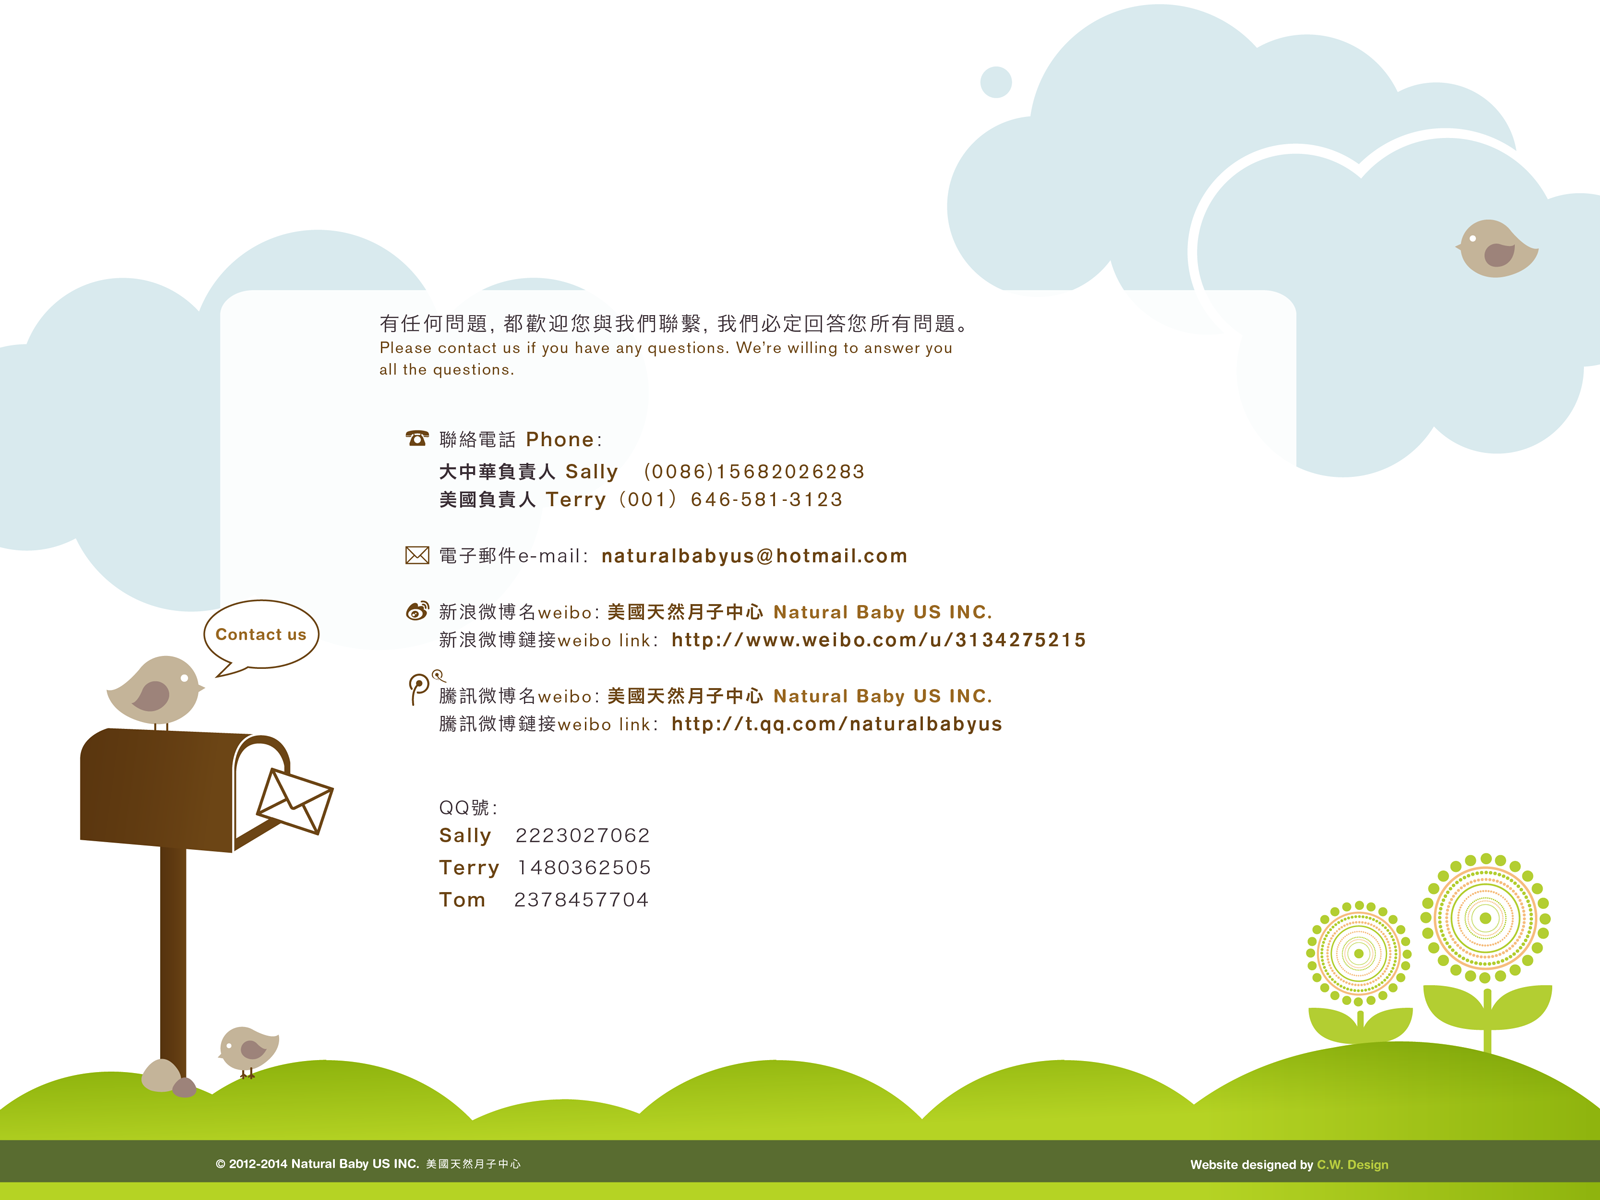 有任何問題, 都歡迎您與我們聯繫, 我們必定回答您所有問題。
Please contact us if you have any questions. We're willing to answer you
all the questions.
聯絡電話 Phone:
大中華負責人 Sally (0086)15682026283
美國負責人 Terry (001) 646-581-3123
電子郵件e-mail: naturalbabyus@hotmail.com
新浪微博名weibo: 美國天然月子中心 Natural Baby US INC.
新浪微博鏈接weibo link: http://www.weibo.com/u/3134275215
Contact us
騰訊微博名weibo: 美國天然月子中心 Natural Baby US INC.
騰訊微博鏈接weibo link: http://t.qq.com/naturalbabyus
QQ號:
Sally 2223027062
Terry 1480362505
Tom 2378457704
© 2012-2014 Natural Baby US INC. 美國天然月子中心
Website designed by C.W. Design